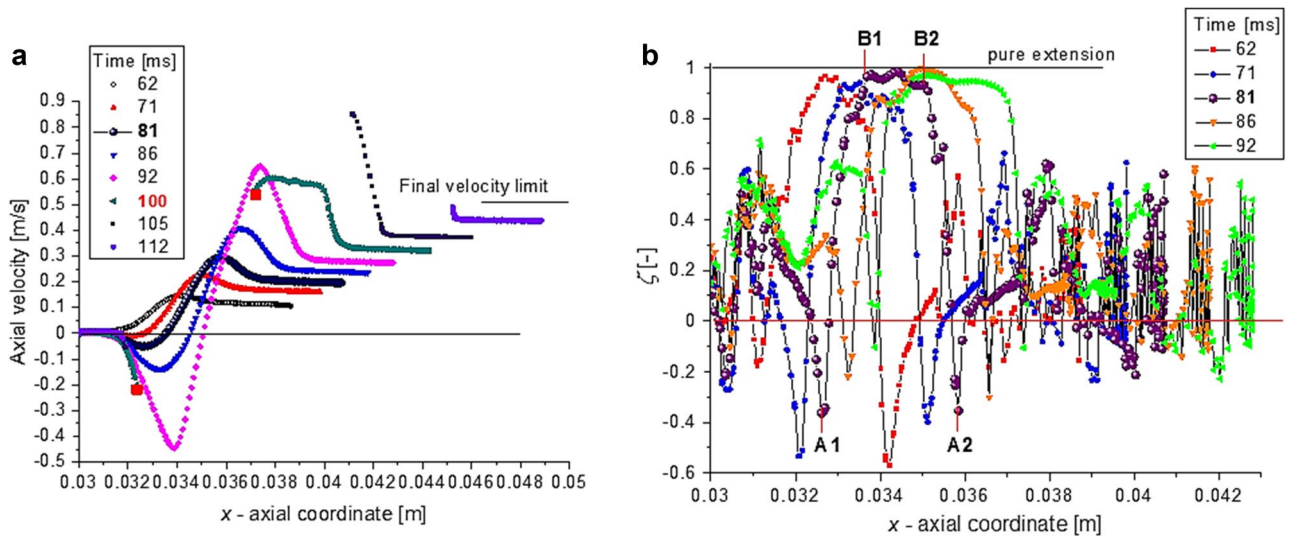 a
Time [ms]
62
71
81
86
92
100
105
112
Final velocity limit
Axial velocity [m/s]
0.9
0.8
0.7
0.6
0.5
0.4
0.3
0.2
0.1
0
-0.1
-0.2
-0.3
-0.4
-0.5
0.03 0.032 0.034 0.036 0.038 0.04 0.042 0.044 0.046 0.048 0.05
x - axial coordinate [m]
b
B1 B2
pure extension
Time [ms]
62
71
81
86
92
ζ [-]
1
0.8
0.6
0.4
0.2
0
-0.2
-0.4
-0.6
A1 A2
0.03 0.032 0.034 0.036 0.038 0.04 0.042
x - axial coordinate [m]